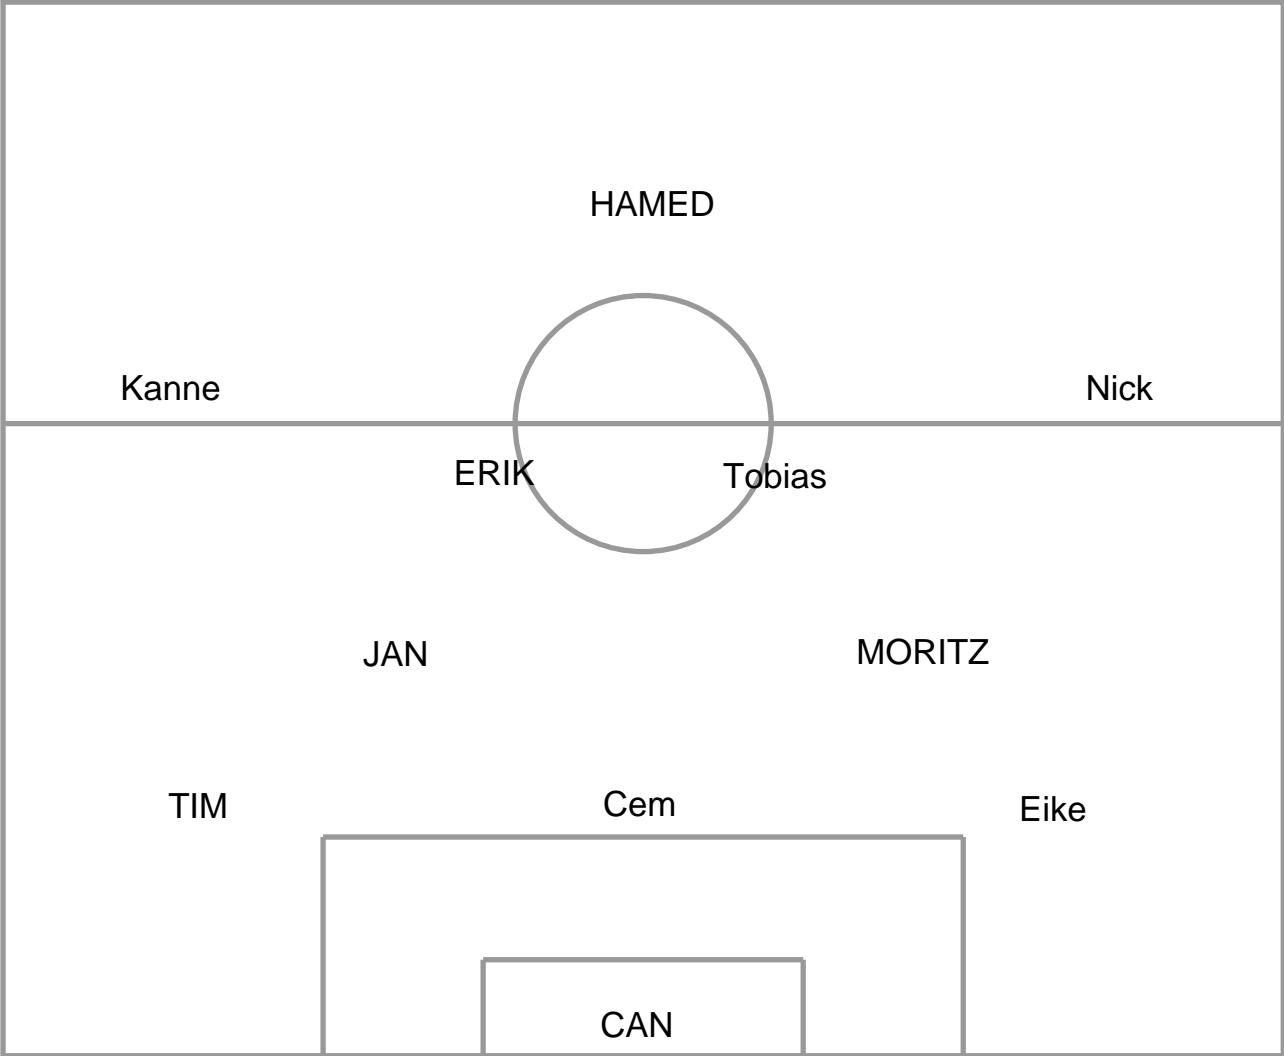 HAMED
Kanne
Nick
ERIK
Tobias
JAN
MORITZ
TIM
Cem
Eike
CAN